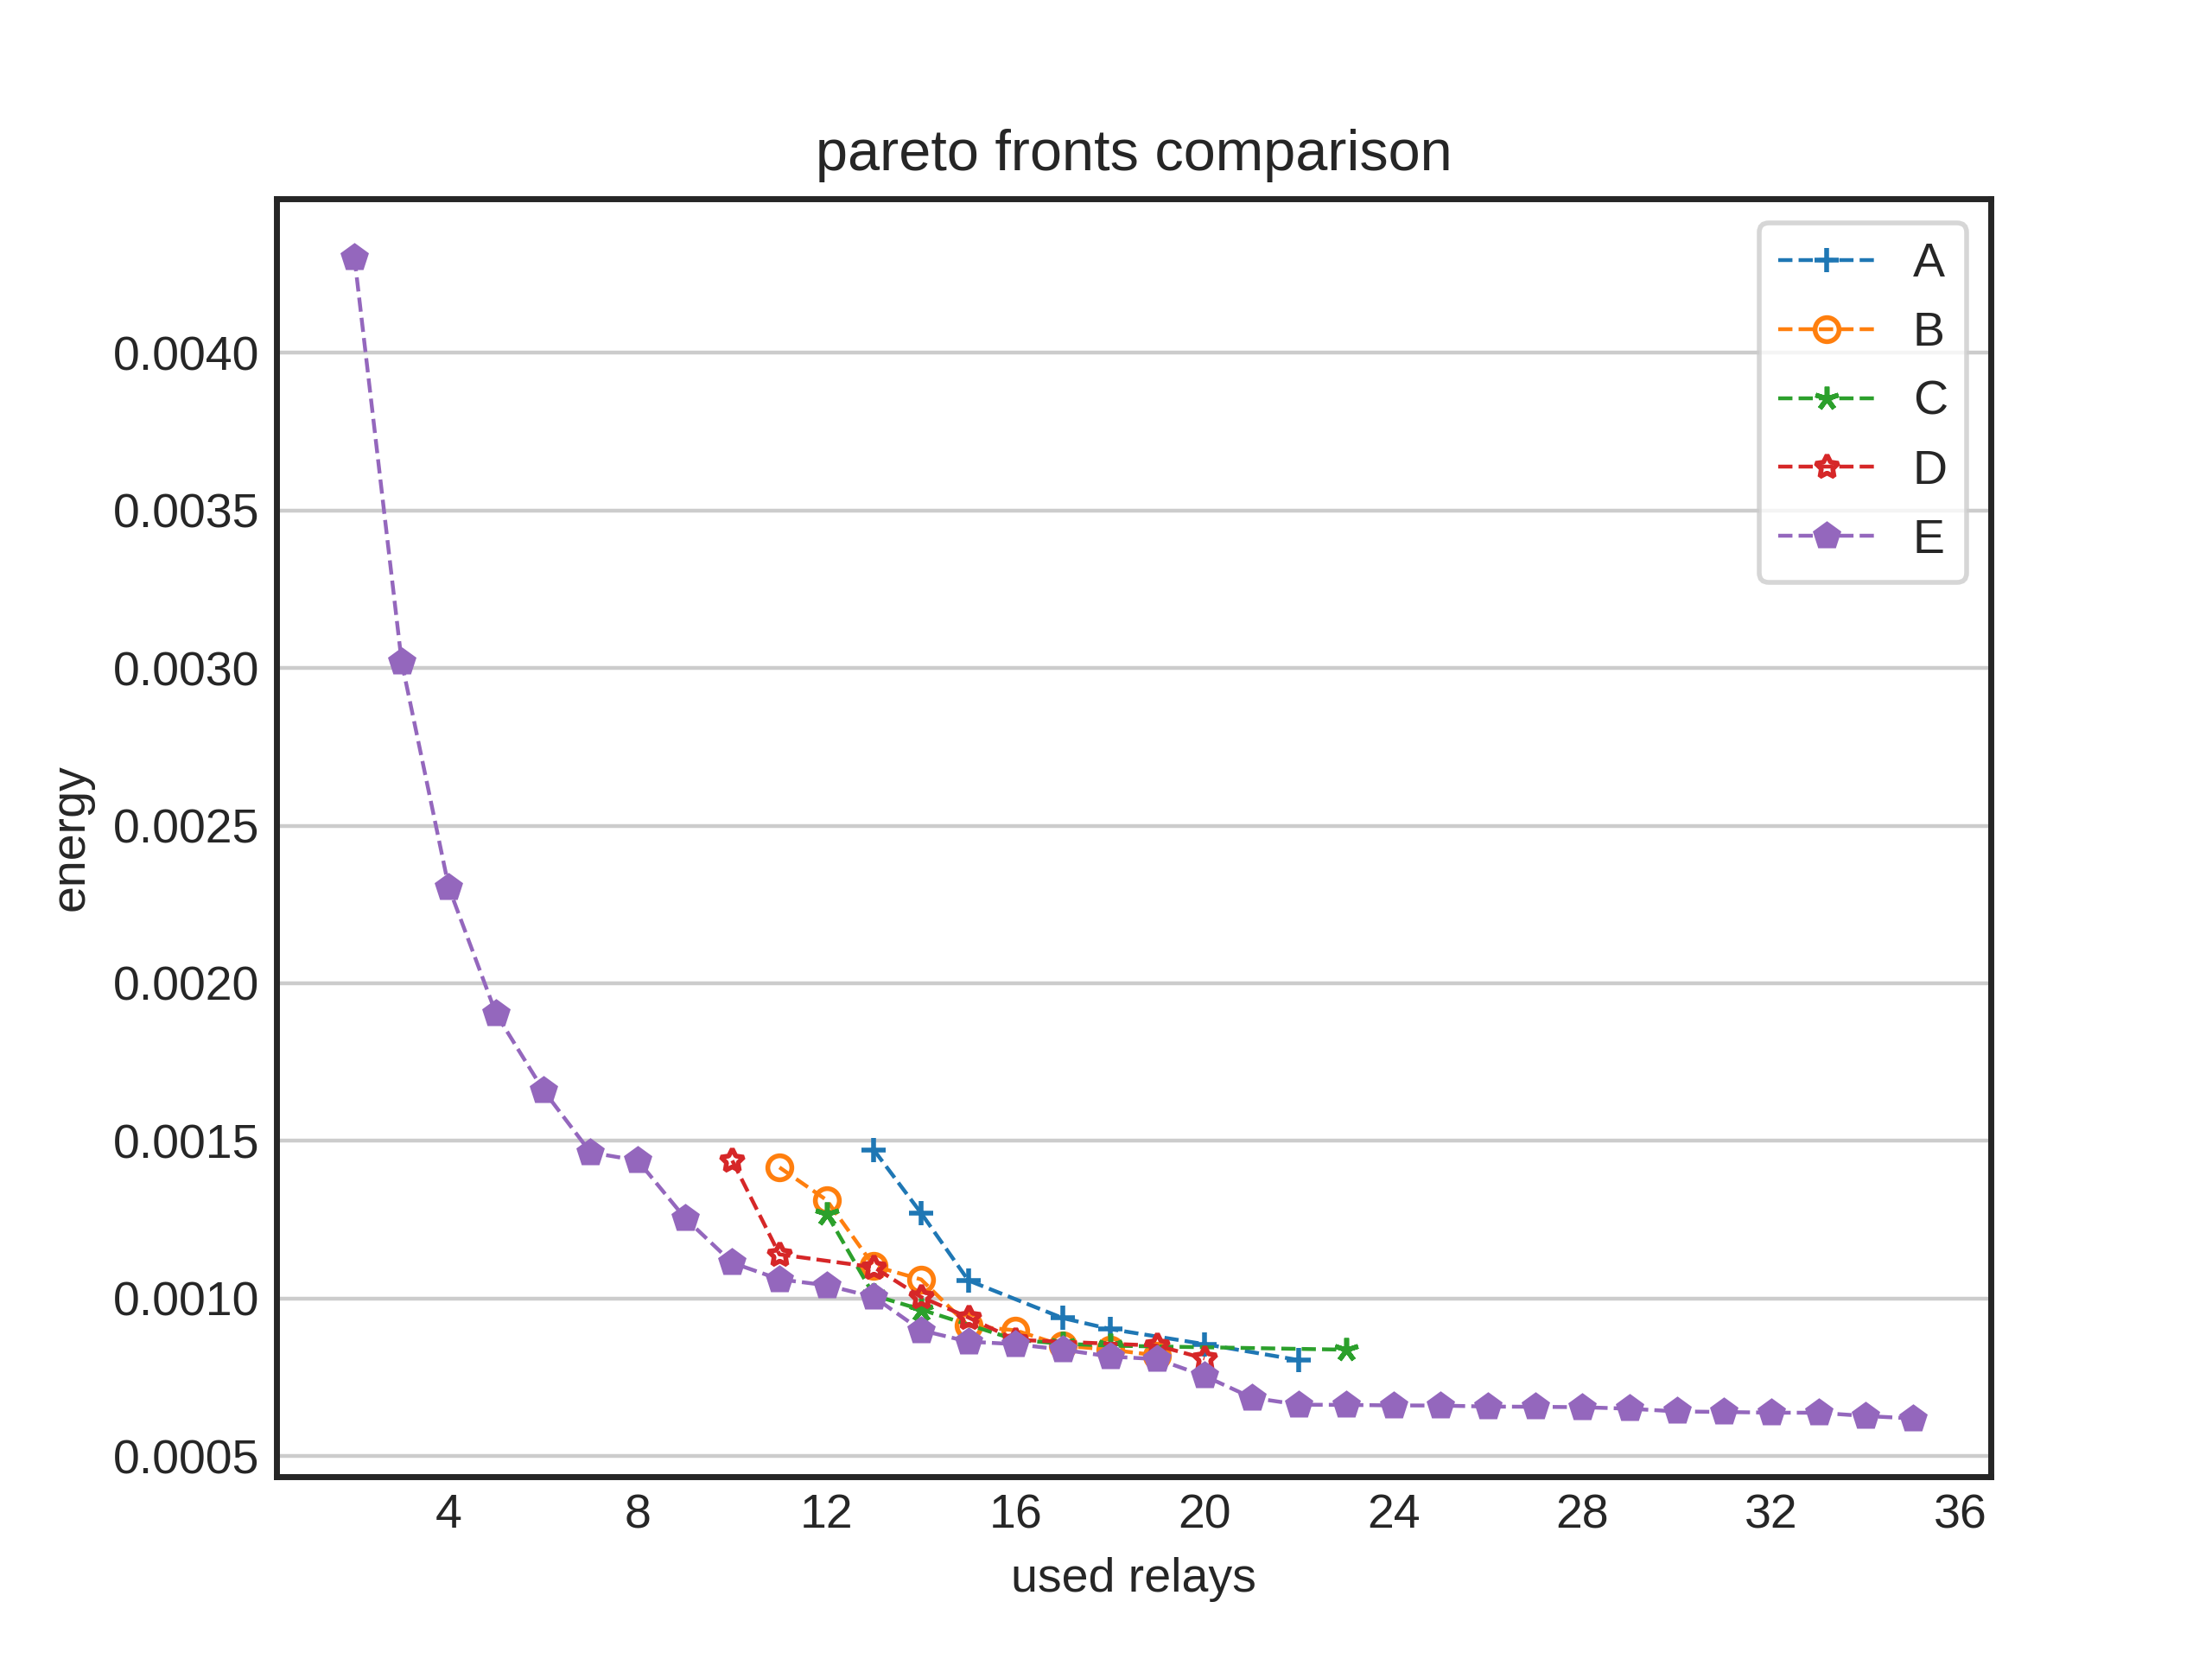 pareto fronts comparison
A
B
C
D
E
0.0040
0.0035
0.0030
0.0025
0.0020
0.0015
0.0010
0.0005
energy
4 8 12 16 20 24 28 32 36
used relays